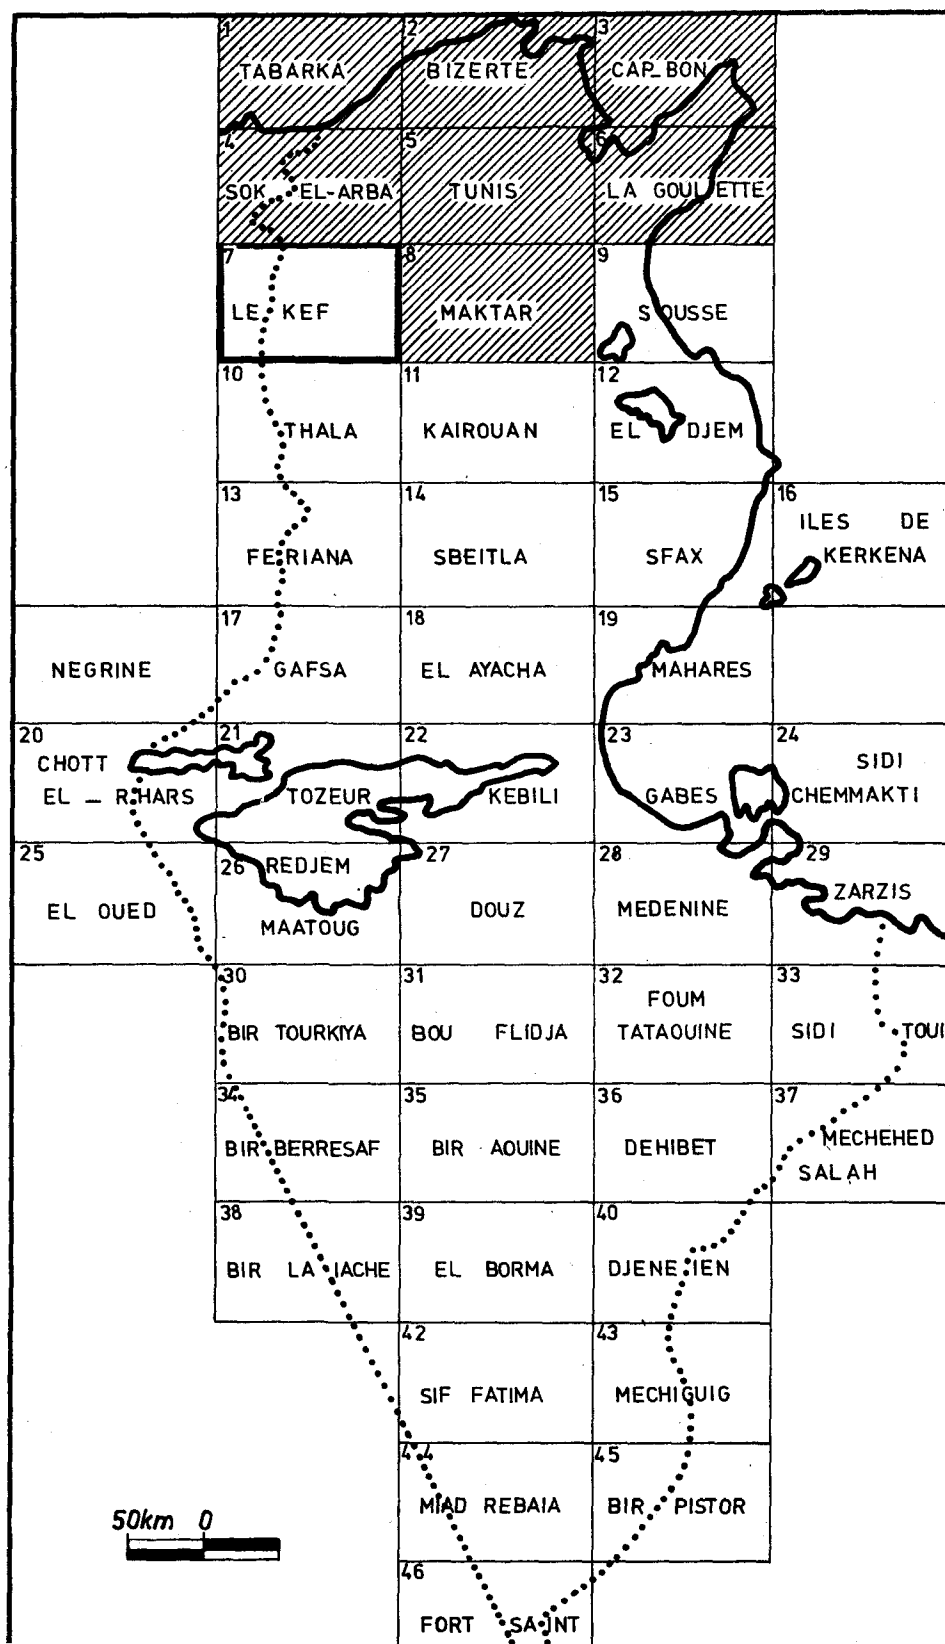 1 2 3
TABARKA BIZERTE CAP_BON
4 5 6
SOK EL-ARBA TUNIS LA GOULETTE
7 8 9
LE KEF MAKTAR SOUSSE
10 11 12
THALA KAIROUAN EL DJEM
13 14 15 16
ILES DE
FERIANA SBEITLA SFAX KERKENA
17 18 19
NEGRINE GAFSA EL AYACHA MAHARES
20 21 22 23 24
CHOTT SIDI
EL _ R'HARS TOZEUR KEBILI GABES CHEMMAKTI
25 26 27 28 29
REDJEM
ZARZIS
EL OUED MAATOUG DOUZ MEDENINE
30 31 32 33
FOUM
BIR TOURKIYA BOU FLIDJA TATAOUINE SIDI TOUI
34 35 36 37
MECHEHED
BIR BERRESAF BIR AOUINE DEHIBET
SALAH
38 39 40
BIR LA IACHE EL BORMA DJENEIEN
42 43
SIF FATIMA MECHIGUIG
44 45
MIAD REBAIA BIR PISTOR
50km 0
46
FORT SAINT